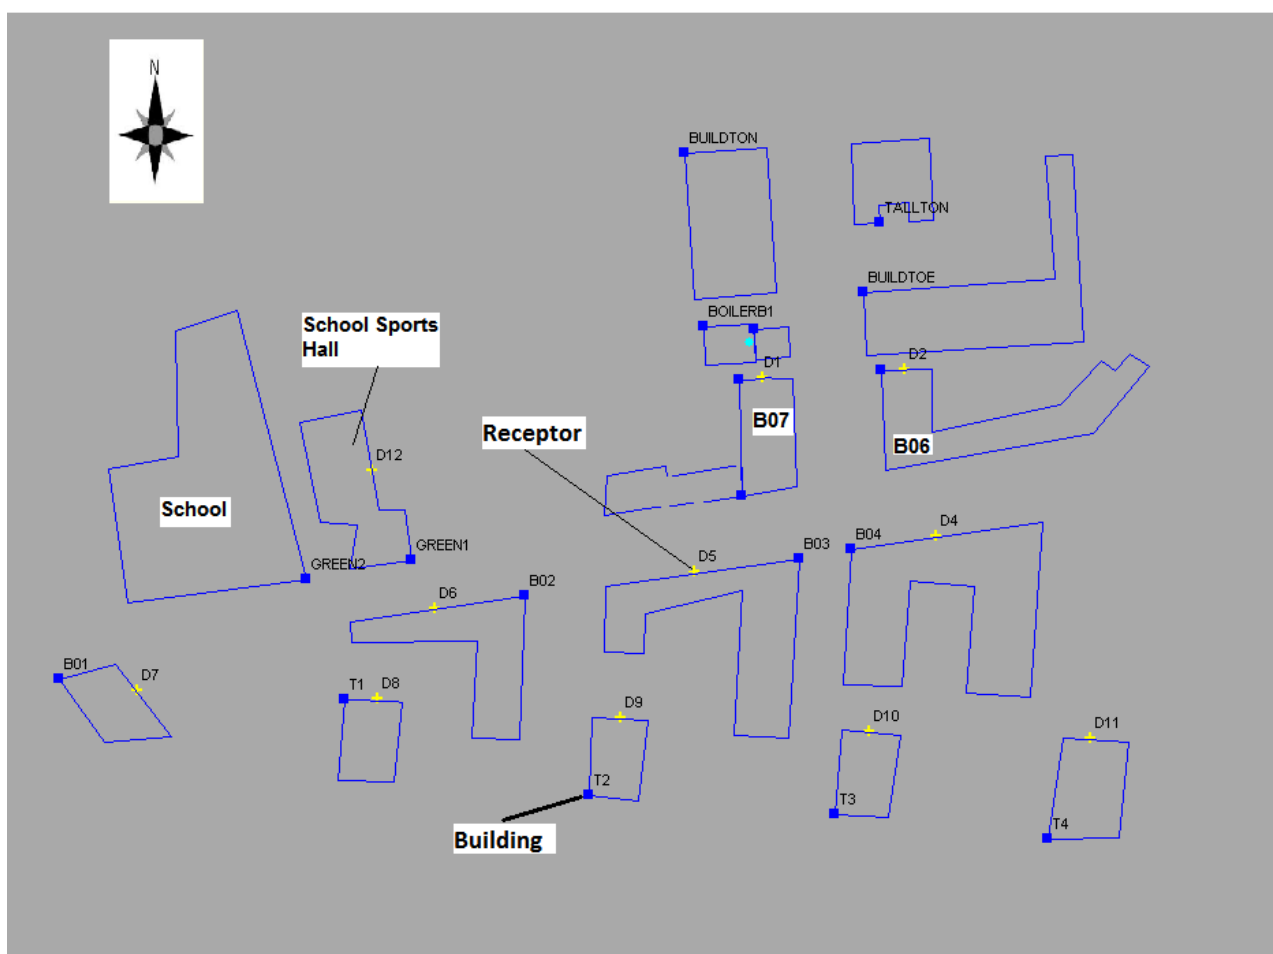 N
BUILDTON
TALLTON
BUILDTOE
BOILERB1
School Sports
Hall
D1
D2
B07
Receptor
B06
D12
School
D4
GREEN1
B03
B04
D5
GREEN2
B02
D6
B01
D7
T1
D8
D9
D10
D11
T2
T3
Building
T4